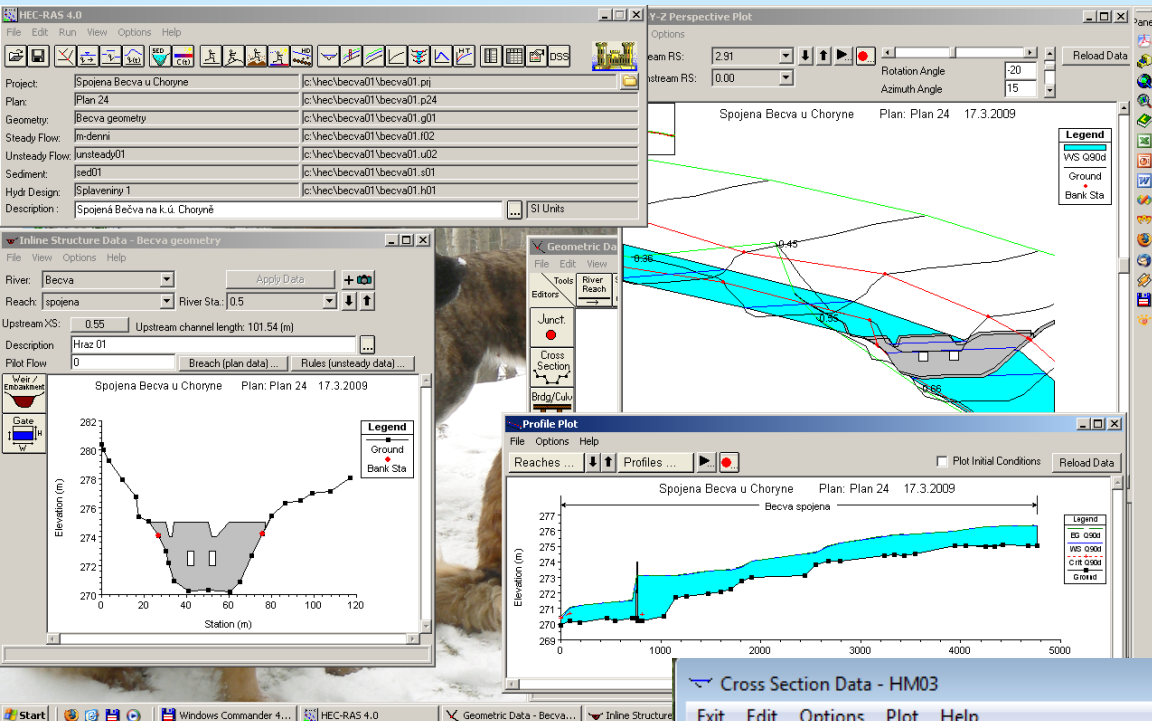 HEC-RAS 4.0
File Edit Run View Options Help
DSS
Project: Spojena Becva u Choryne c:\hec\becva01\becva01.prj
Plan: Plan 24 c:\hec\becva01\becva01.p24
Geometry: Becva geometry c:\hec\becva01\becva01.g01
Steady Flow: m-denni c:\hec\becva01\becva01.f02
Unsteady Flow: unsteady01 c:\hec\becva01\becva01.u02
Sediment: sed01 c:\hec\becva01\becva01.s01
Hydr Design: Splaveniny 1 c:\hec\becva01\becva01.h01
Description : Spojená Bečva na k.ú. Choryně ... SI Units
Y-Z Perspective Plot
Options
eam RS: 2.91
nstream RS: 0.00
Rotation Angle -20
Azimuth Angle 15
Reload Data
Spojena Becva u Choryne Plan: Plan 24 17.3.2009
Legend
WS Q90d
Ground
Bank Sta
0.45
0.36
0.55
0.66
Inline Structure Data - Becva geometry
File View Options Help
River: Becva Apply Data
Reach: spojena River Sta.: 0.5
Upstream XS: 0.55 Upstream channel length: 101.54 (m)
Description Hraz 01 ...
Pilot Flow 0 Breach (plan data) ... Rules (unsteady data) ...
Weir / Embankment
Gate
H
W
Spojena Becva u Choryne Plan: Plan 24 17.3.2009
282
280
278
276
274
272
270
Elevation (m)
0 20 40 60 80 100 120
Station (m)
Legend
Ground
Bank Sta
Geometric Da
File Edit View
Tools
Editors
River
Reach
Junct.
Cross
Section
Brdg/Culv
Profile Plot
File Options Help
Reaches ... Profiles ... Plot Initial Conditions Reload Data
Spojena Becva u Choryne Plan: Plan 24 17.3.2009
Becva spojena
277
276
275
274
273
272
271
270
269
Elevation (m)
0 1000 2000 3000 4000 5000
Legend
EG Q90d
WS Q90d
Crit Q90d
Ground
Cross Section Data - HM03
Exit Edit Options Plot Help
Start Windows Commander 4... HEC-RAS 4.0 Geometric Data - Becva... Inline Structure